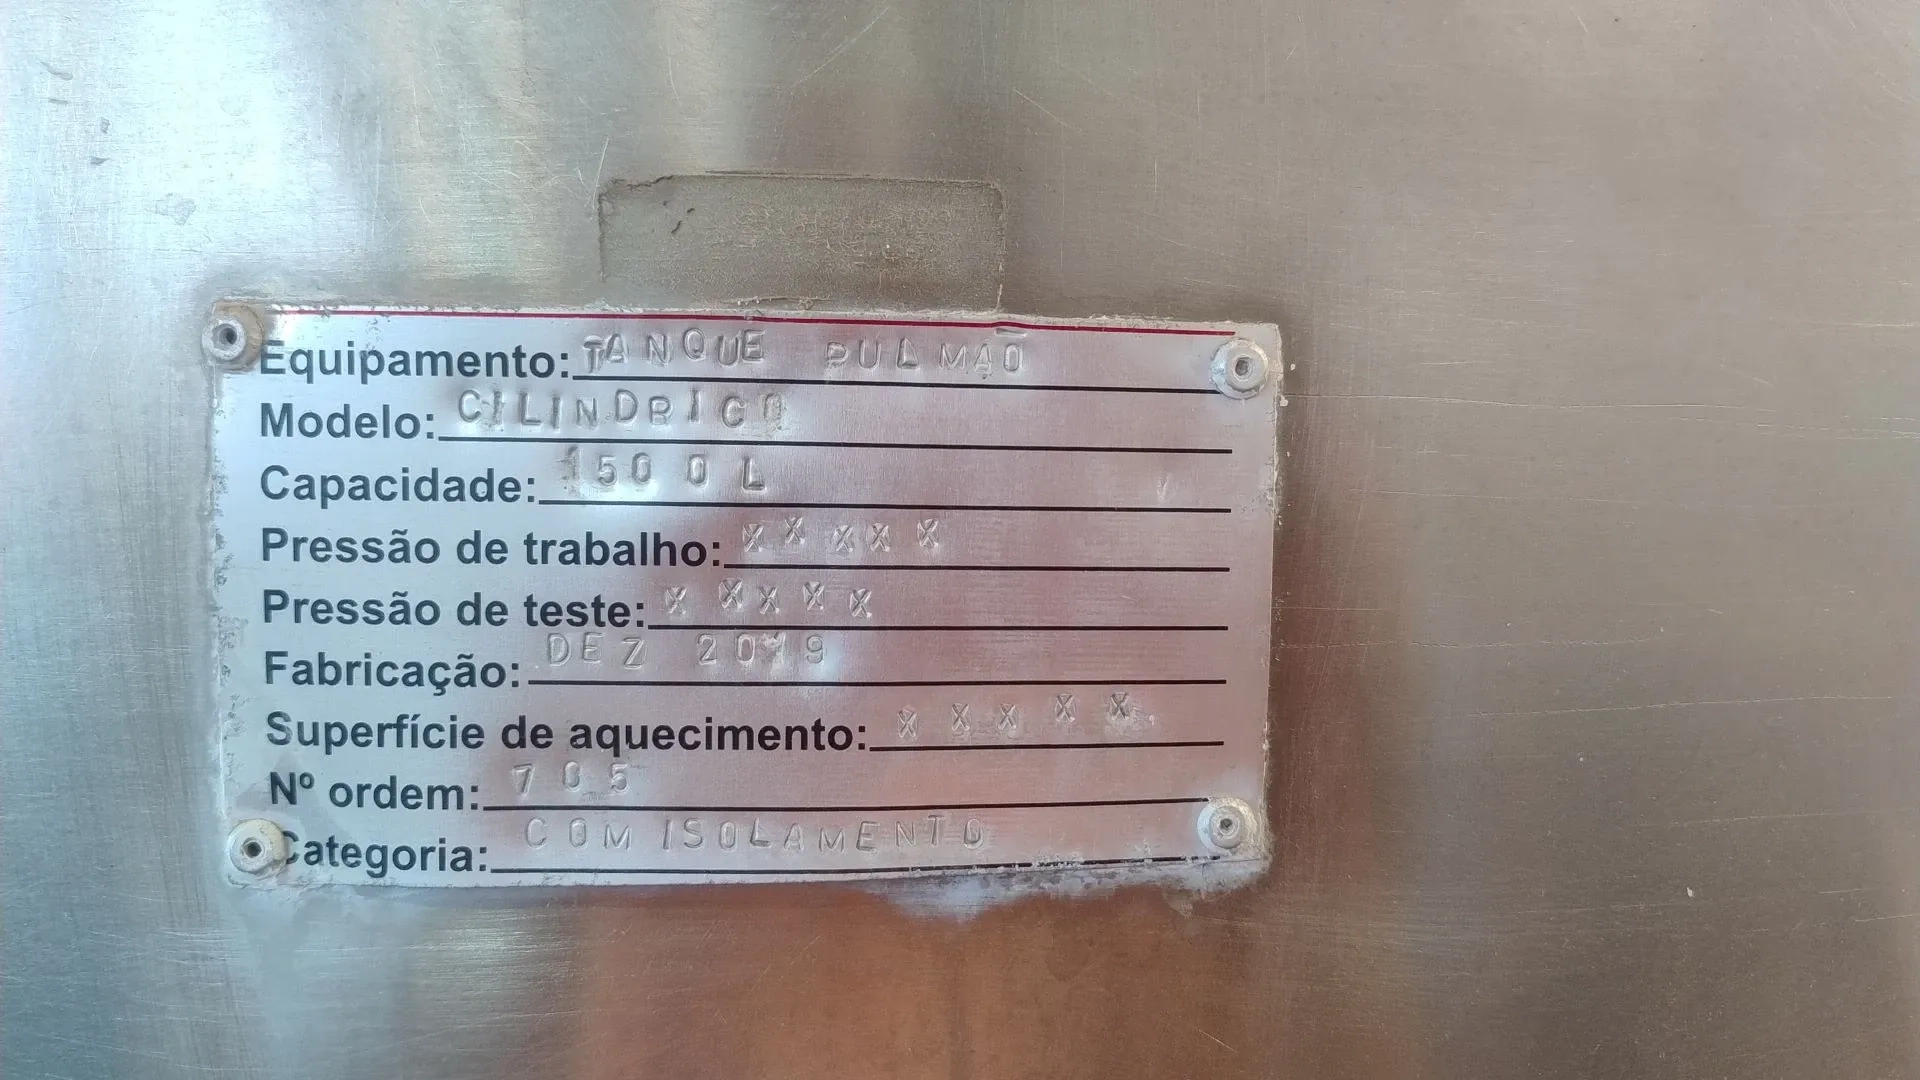 Equipamento: TANQUE PULMÃO
Modelo: CILINDRICO
Capacidade: 1500 L
Pressão de trabalho: XXXXX
Pressão de teste: XXXXX
Fabricação: DEZ 2019
Superfície de aquecimento: XXXXX
Nº ordem: 705
Categoria: COM ISOLAMENTO